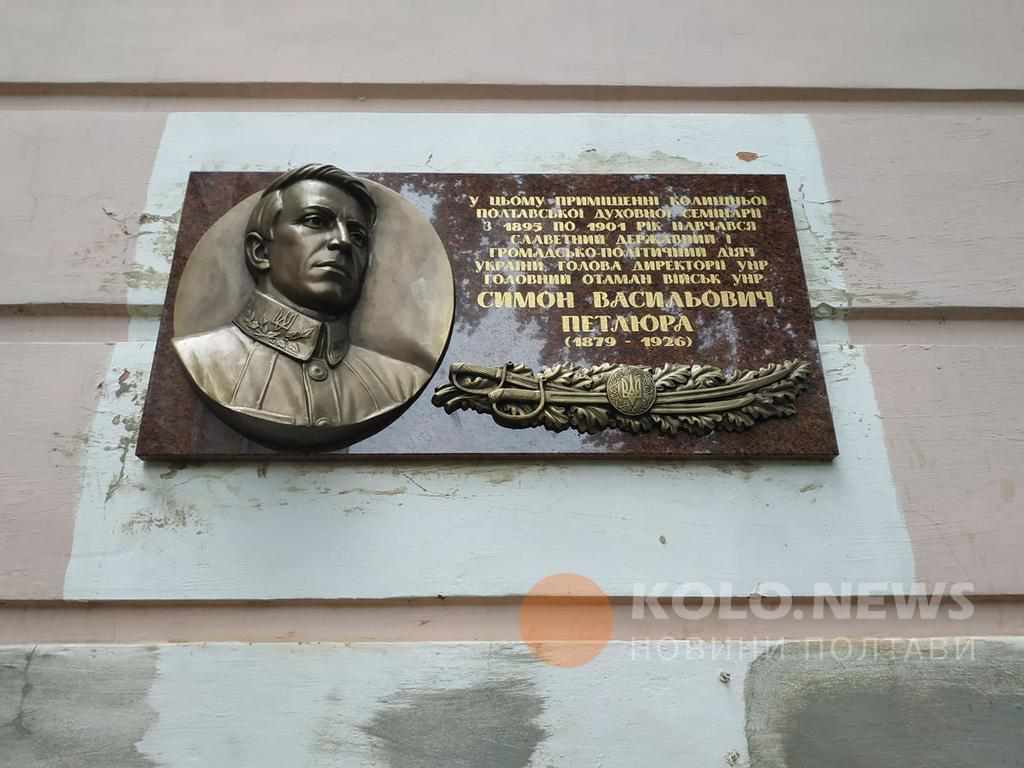 У ЦЬОМУ ПРИМІЩЕННІ КОЛИШНЬОЇ
ПОЛТАВСЬКОЇ ДУХОВНОЇ СЕМІНАРІЇ
З 1895 ПО 1901 РІК НАВЧАВСЯ
СЛАВЕТНИЙ ДЕРЖАВНИЙ І
ГРОМАДСЬКО-ПОЛІТИЧНИЙ ДІЯЧ
УКРАЇНИ, ГОЛОВА ДИРЕКТОРІЇ УНР
ГОЛОВНИЙ ОТАМАН ВІЙСЬК УНР
СИМОН ВАСИЛЬОВИЧ
ПЕТЛЮРА
(1879 - 1926)
KOLO.NEWS
НОВИНИ ПОЛТАВИ